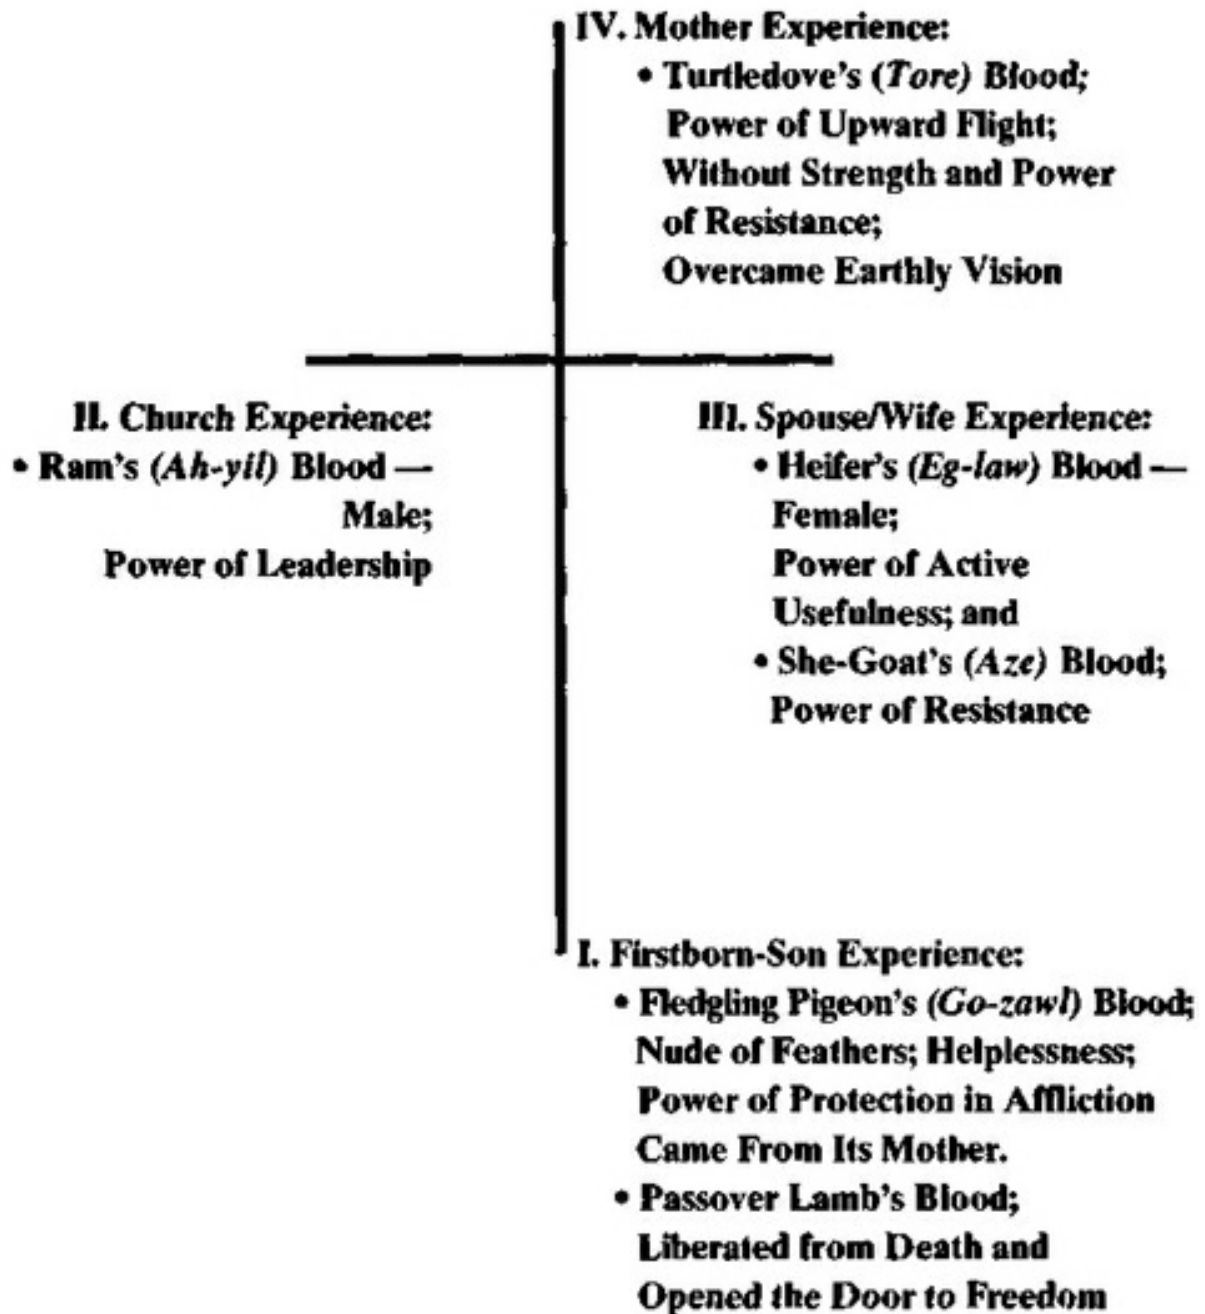 IV. Mother Experience:
• Turtledove's (Tore) Blood;
Power of Upward Flight;
Without Strength and Power
of Resistance;
Overcame Earthly Vision
II. Church Experience:
• Ram's (Ah-yil) Blood —
Male;
Power of Leadership
III. Spouse/Wife Experience:
• Heifer's (Eg-law) Blood —
Female;
Power of Active
Usefulness; and
• She-Goat's (Aze) Blood;
Power of Resistance
I. Firstborn-Son Experience:
• Fledgling Pigeon's (Go-zawl) Blood;
Nude of Feathers; Helplessness;
Power of Protection in Affliction
Came From Its Mother.
• Passover Lamb's Blood;
Liberated from Death and
Opened the Door to Freedom